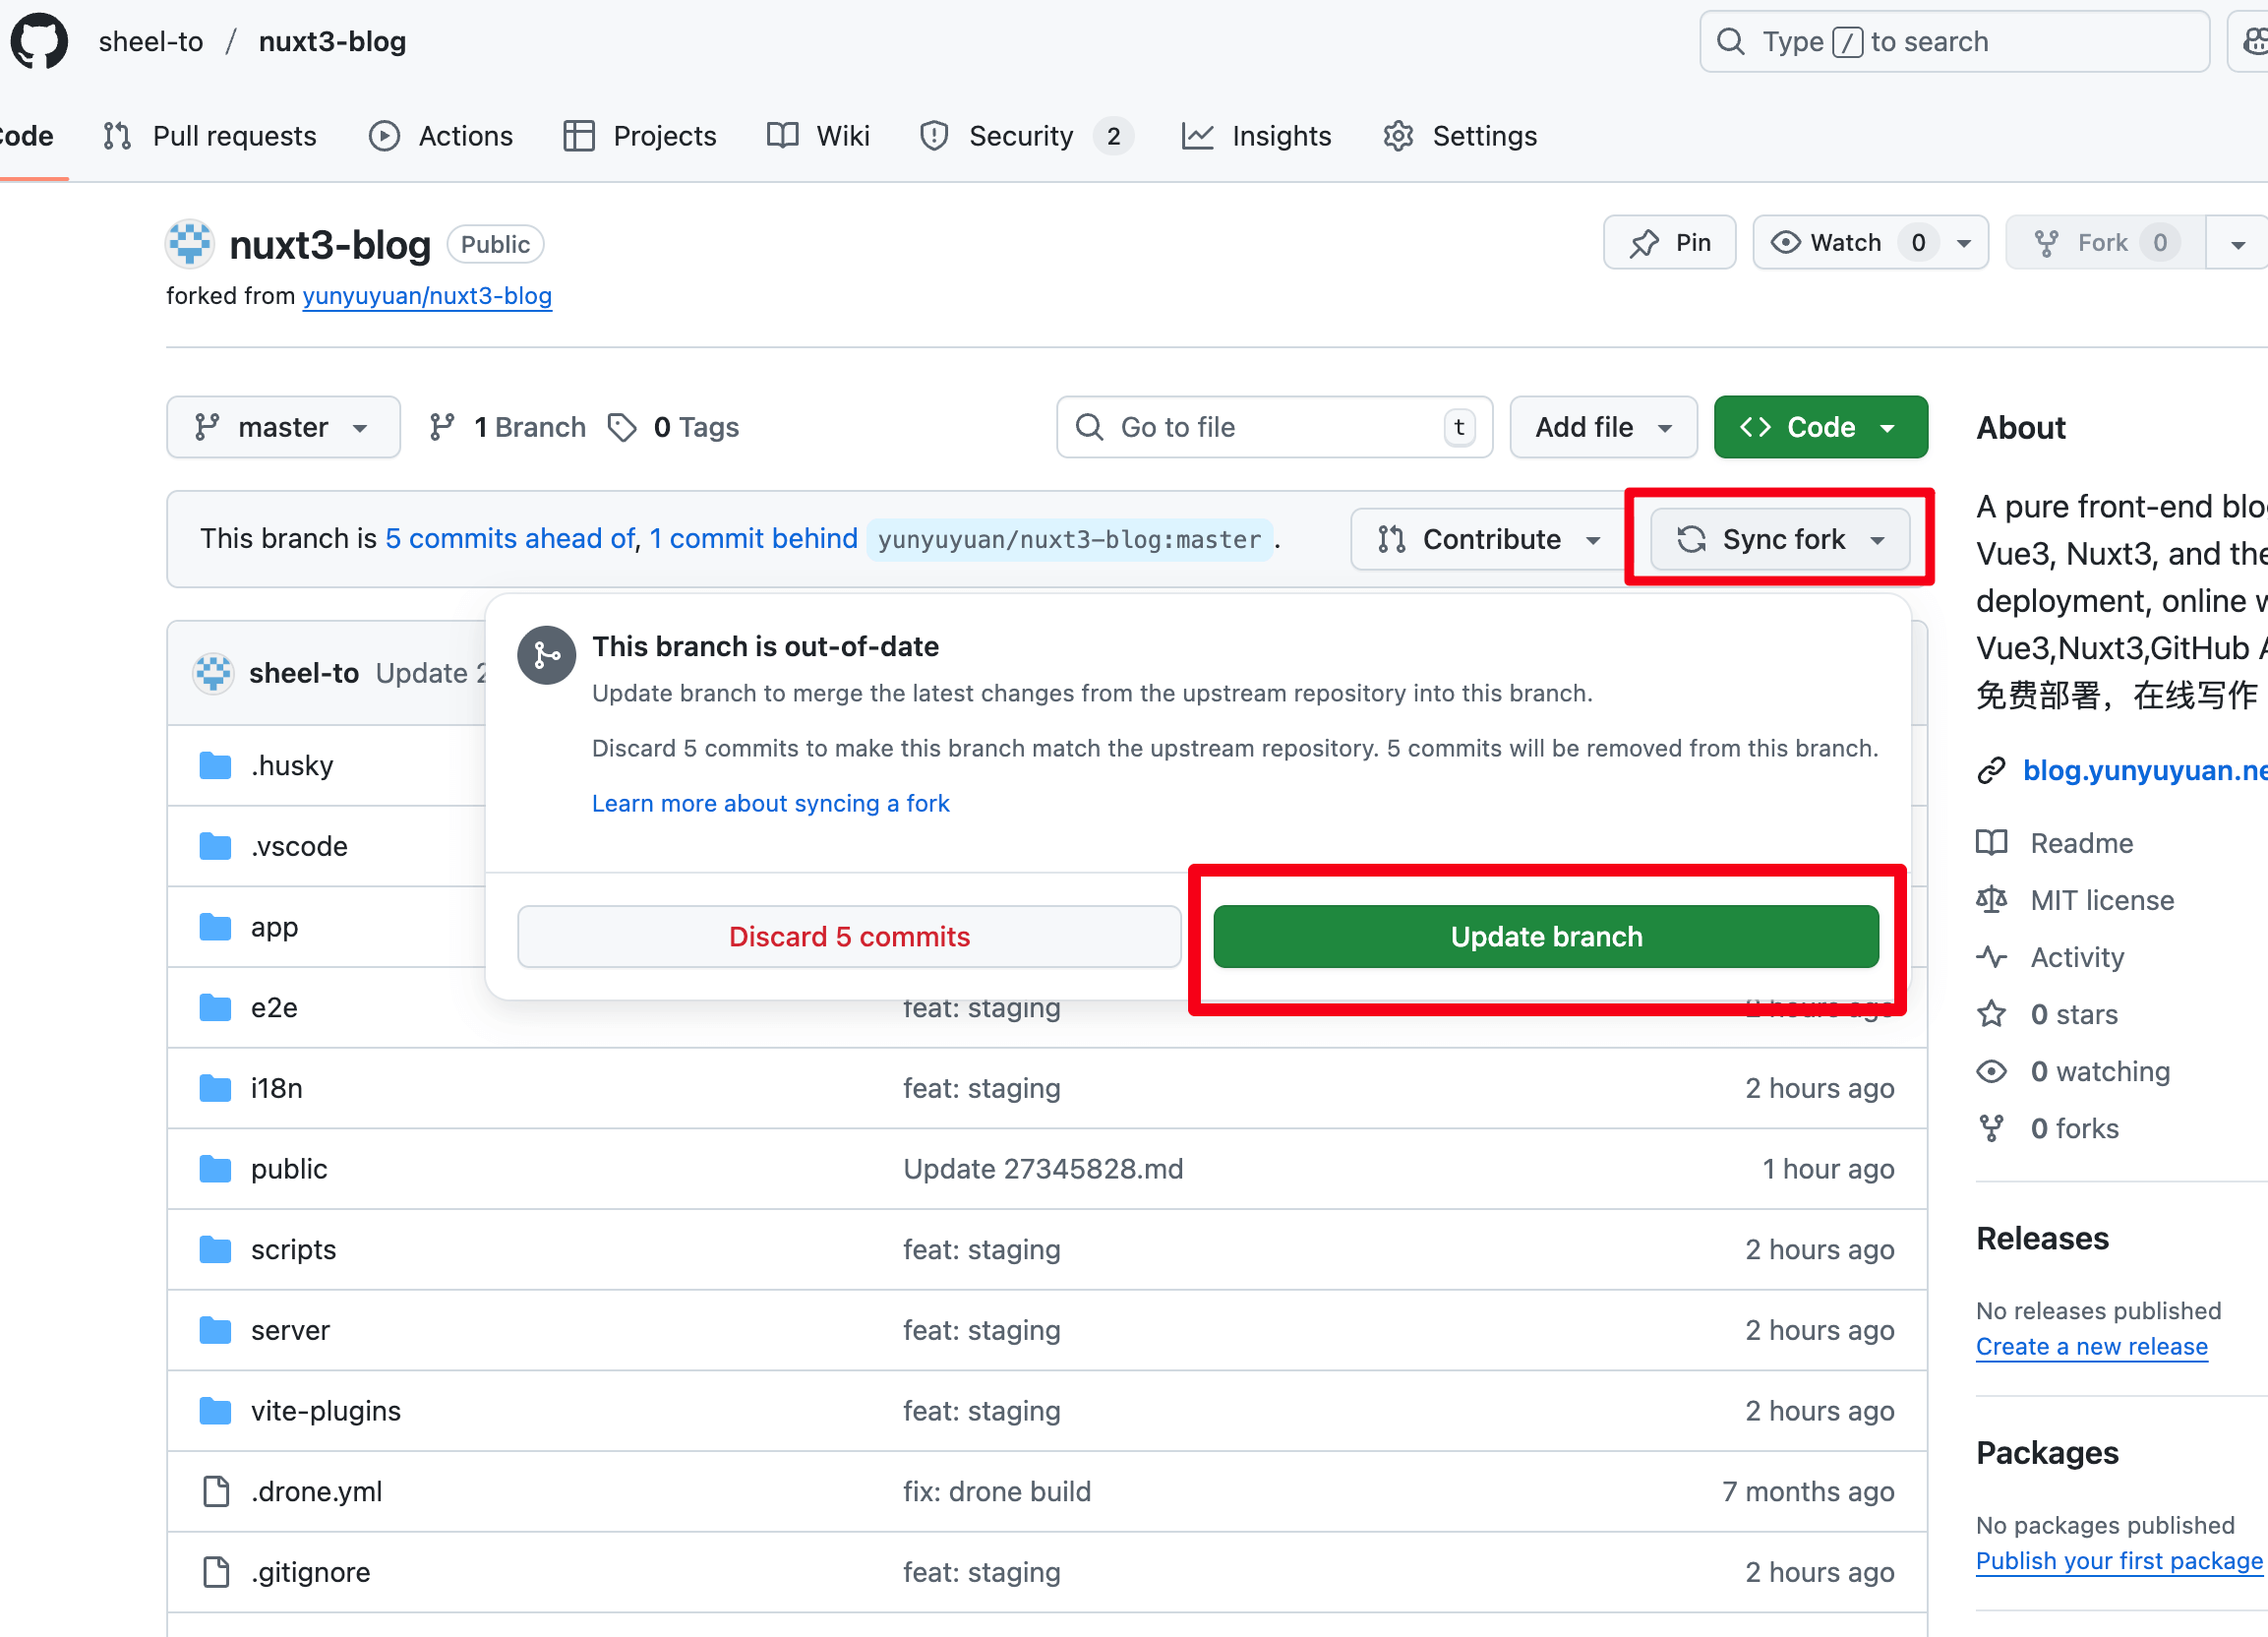 sheel-to / nuxt3-blog
Type / to search
Code
Pull requests
Actions
Projects
Wiki
Security 2
Insights
Settings
nuxt3-blog Public
Pin
Watch 0
Fork 0
forked from yunyuyuan/nuxt3-blog
master
1 Branch
0 Tags
Go to file t
Add file
Code
This branch is 5 commits ahead of, 1 commit behind yunyuyuan/nuxt3-blog:master .
Contribute
Sync fork
This branch is out-of-date
Update branch to merge the latest changes from the upstream repository into this branch.
Discard 5 commits to make this branch match the upstream repository. 5 commits will be removed from this branch.
Learn more about syncing a fork
Discard 5 commits
Update branch
sheel-to Update
.husky
.vscode
app
e2e feat: staging 2 hours ago
i18n feat: staging 2 hours ago
public Update 27345828.md 1 hour ago
scripts feat: staging 2 hours ago
server feat: staging 2 hours ago
vite-plugins feat: staging 2 hours ago
.drone.yml fix: drone build 7 months ago
.gitignore feat: staging 2 hours ago
About
A pure front-end
Vue3, Nuxt3, and
deployment, online
Vue3,Nuxt3,GitHub
免费部署，在线写作
blog.yunyuyuan.ne
Readme
MIT license
Activity
0 stars
0 watching
0 forks
Releases
No releases published
Create a new release
Packages
No packages published
Publish your first package